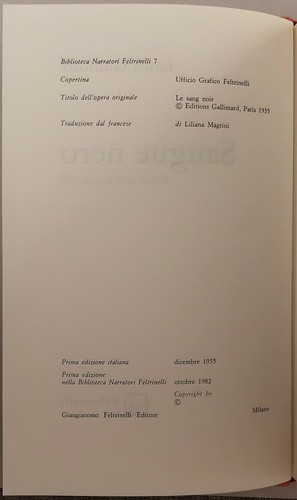 Biblioteca Narratori Feltrinelli 7
Copertina Ufficio Grafico Feltrinelli
Titolo dell'opera originale Le sang noir
© Editions Gallimard, Paris 1935
Traduzione dal francese di Liliana Magrini
Sangue nero
Prima edizione italiana dicembre 1955
Prima edizione
nella Biblioteca Narratori Feltrinelli ottobre 1982
Copyright by
©
Giangiacomo Feltrinelli Editore Milano